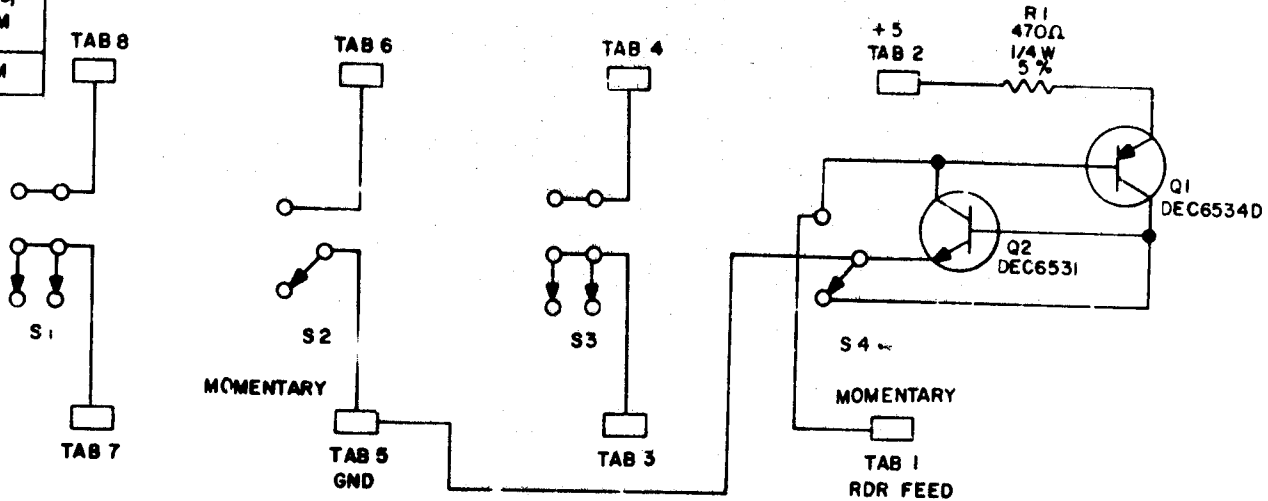 M
M
TAB 8
TAB 6
TAB 4
+5
TAB 2
R1
470Ω
1/4 W
5%
Q1
DEC6534D
Q2
DEC6531
S1
S2
S3
S4
MOMENTARY
MOMENTARY
TAB 7
TAB 5
GND
TAB 3
TAB 1
RDR FEED